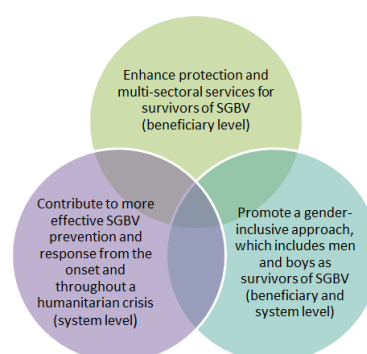 Enhance protection and
multi-sectoral services for
survivors of SGBV
(beneficiary level)
Contribute to more
effective SGBV
prevention and
response from the
onset and
throughout a
humanitarian crisis
(system level)
Promote a gender-
inclusive approach,
which includes men
and boys as
survivors of SGBV
(beneficiary and
system level)